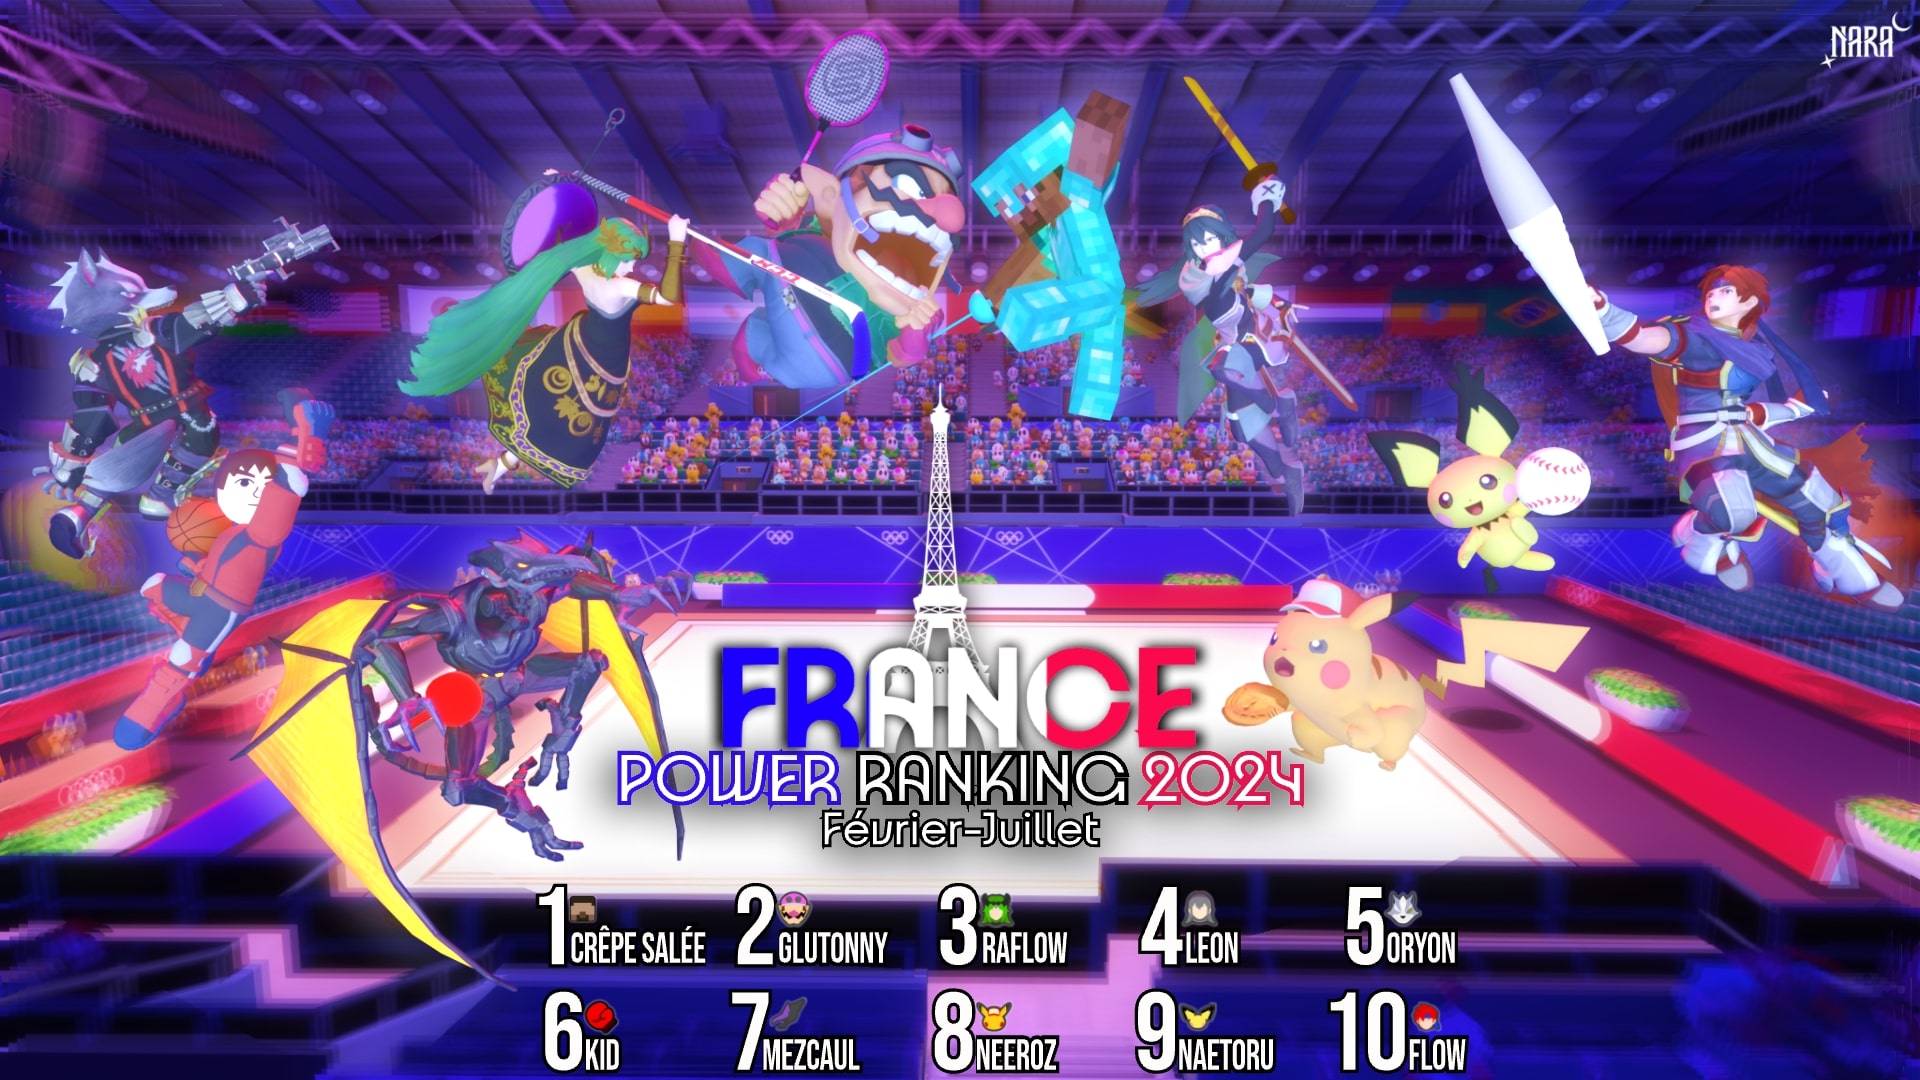 NARA
FRANCE
POWER RANKING 2024
Février-Juillet
1 CRÊPE SALÉE 2 GLUTONNY 3 RAFLOW 4 LEON 5 ORYON
6 KID 7 MEZCAUL 8 NEEROZ 9 NAETORU 10 FLOW